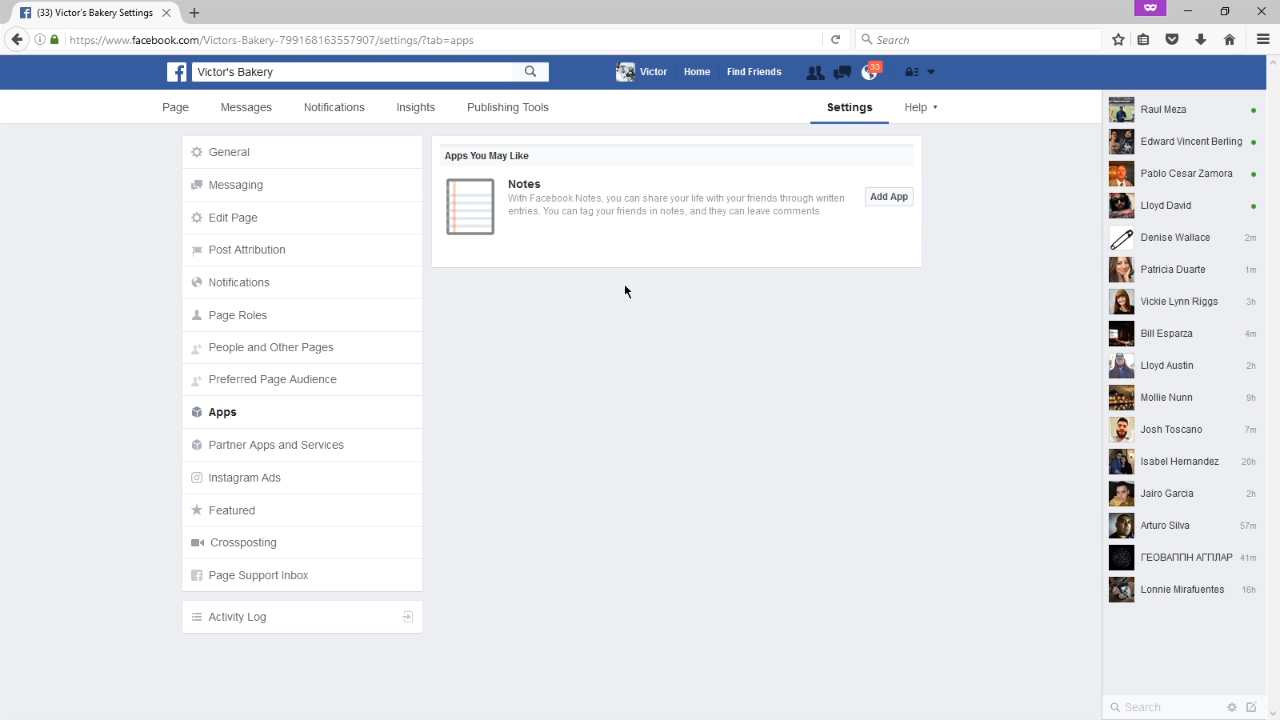 (33) Victor's Bakery Settings
https://www.facebook.com/Victors-Bakery-799168163557907/settings/?tab=apps
Search
Victor's Bakery
Victor
Home
Find Friends
33
Page
Messages
Notifications
Insights
Publishing Tools
Settings
Help
General
Messaging
Edit Page
Post Attribution
Notifications
Page Roles
People and Other Pages
Preferred Page Audience
Apps
Partner Apps and Services
Instagram Ads
Featured
Crossposting
Page Support Inbox
Activity Log
Apps You May Like
Notes
With Facebook Notes, you can share your life with your friends through written
entries. You can tag your friends in notes, and they can leave comments.
Add App
Raul Meza
Edward Vincent Berling
Pablo Cesar Zamora
Lloyd David
Denise Wallace 2m
Patricia Duarte 1m
Vickie Lynn Riggs 3h
Bill Esparza 4m
Lloyd Austin 2h
Mollie Nunn 9h
Josh Toscano 7m
Isabel Hernandez 20h
Jairo Garcia 2h
Arturo Silva 57m
41m
Lonnie Mirafuentes 16h
Search